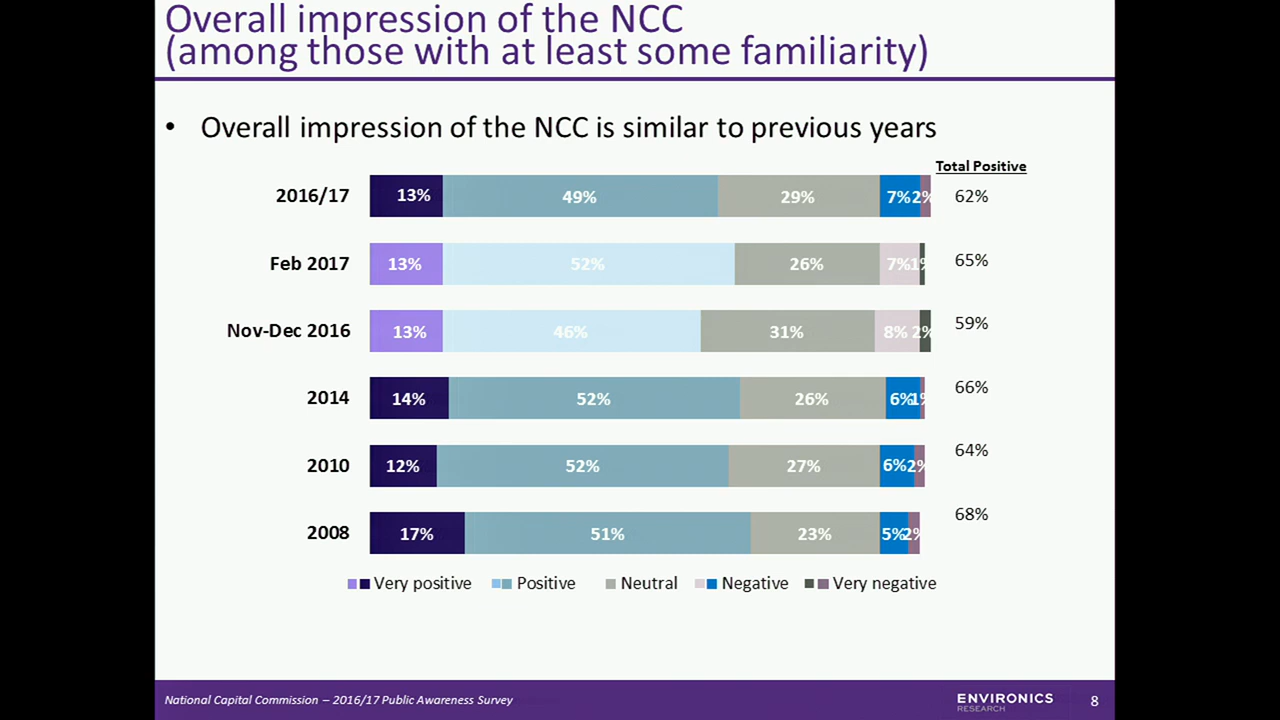 Overall impression of the NCC
(among those with at least some familiarity)
• Overall impression of the NCC is similar to previous years
Total Positive
2016/17 13% 49% 29% 7% 2% 62%
Feb 2017 13% 52% 26% 7% 1% 65%
Nov-Dec 2016 13% 46% 31% 8% 2% 59%
2014 14% 52% 26% 6% 1% 66%
2010 12% 52% 27% 6% 2% 64%
2008 17% 51% 23% 5% 2% 68%
Very positive Positive Neutral Negative Very negative
National Capital Commission – 2016/17 Public Awareness Survey
ENVIRONICS
RESEARCH
8